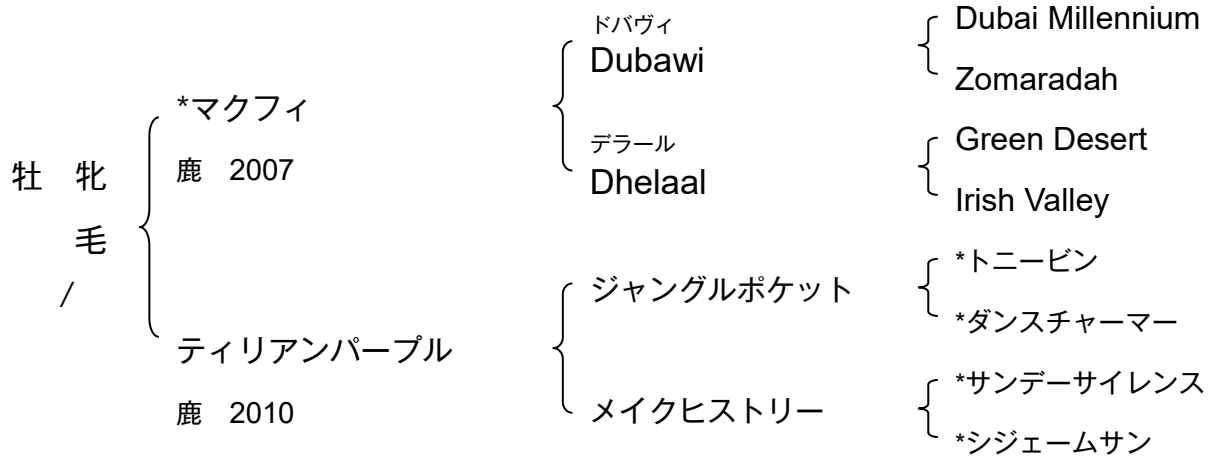 牡 牝
毛
/
*マクフィ
鹿 2007
ティリアンパープル
鹿 2010
ドバヴィ
Dubawi
デラール
Dhelaal
ジャングルポケット
メイクヒストリー
Dubai Millennium
Zomaradah
Green Desert
Irish Valley
*トニービン
*ダンスチャーマー
*サンデーサイレンス
*シジェームサン